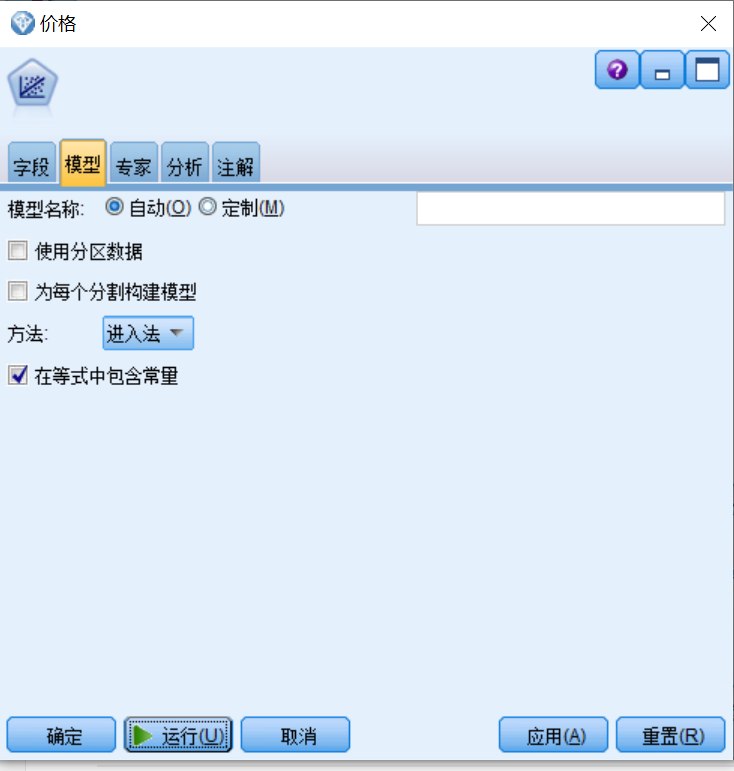 价格
字段 模型 专家 分析 注解
模型名称: 自动(O) 定制(M)
使用分区数据
为每个分割构建模型
方法: 进入法
在等式中包含常量
确定 运行(U) 取消 应用(A) 重置(R)